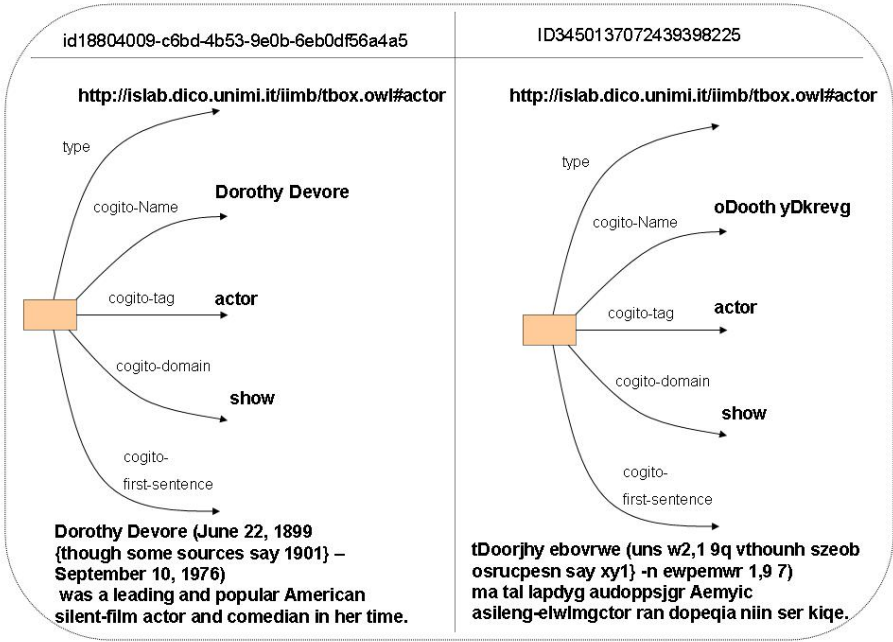 id18804009-c6bd-4b53-9e0b-6eb0df56a4a5
http://islab.dico.unimi.it/iimb/tbox.owl#actor
type
Dorothy Devore
cogito-Name
cogito-tag
actor
cogito-domain
show
cogito-
first-sentence
Dorothy Devore (June 22, 1899
{though some sources say 1901} –
September 10, 1976)
was a leading and popular American
silent-film actor and comedian in her time.
ID3450137072439398225
http://islab.dico.unimi.it/iimb/tbox.owl#actor
type
oDooth yDkrevg
cogito-Name
cogito-tag
actor
cogito-domain
show
cogito-
first-sentence
tDoorjhy ebovrwe (uns w2,1 9q vthounh szeob
osrucpesn say xy1} -n ewpemwr 1,9 7)
ma tal lapdyg audoppsjgr Aemyic
asileng-elwlmgctor ran dopeqia niin ser kiqe.